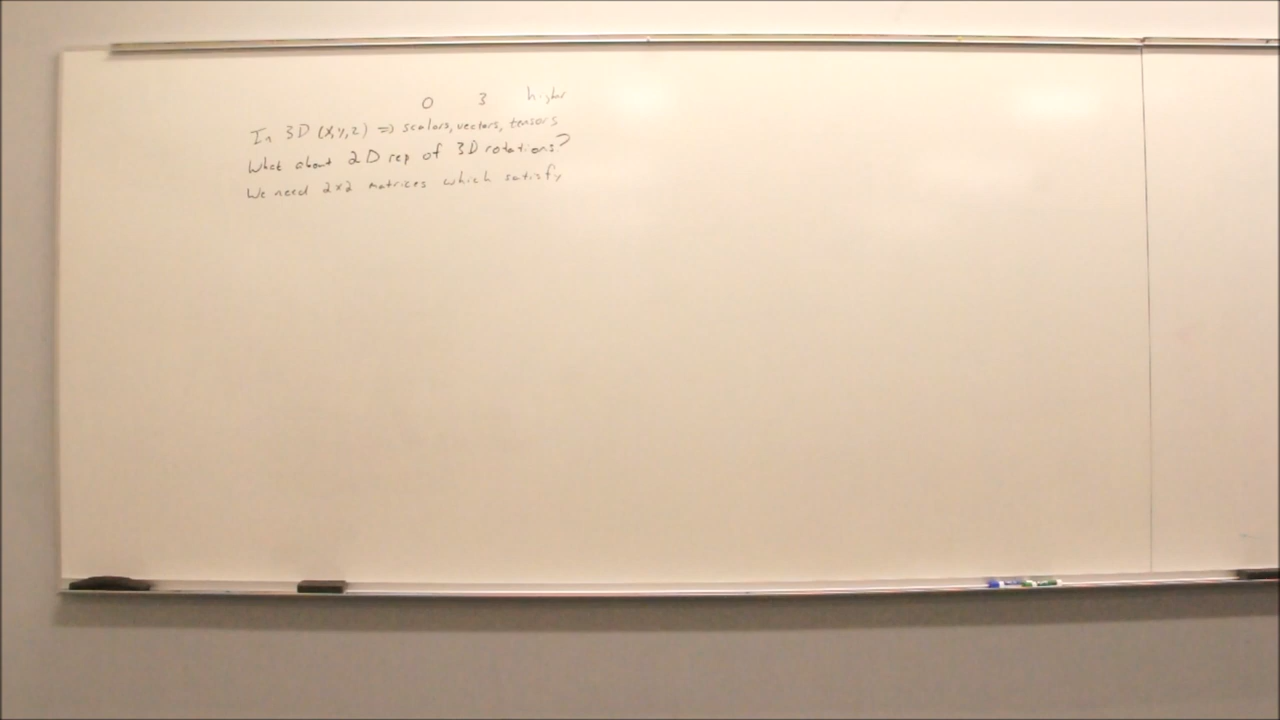 0 3 higher
In 3D (x,y,z) => scalars, vectors, tensors
What about 2D rep of 3D rotations?
We need 2x2 matrices which satisfy